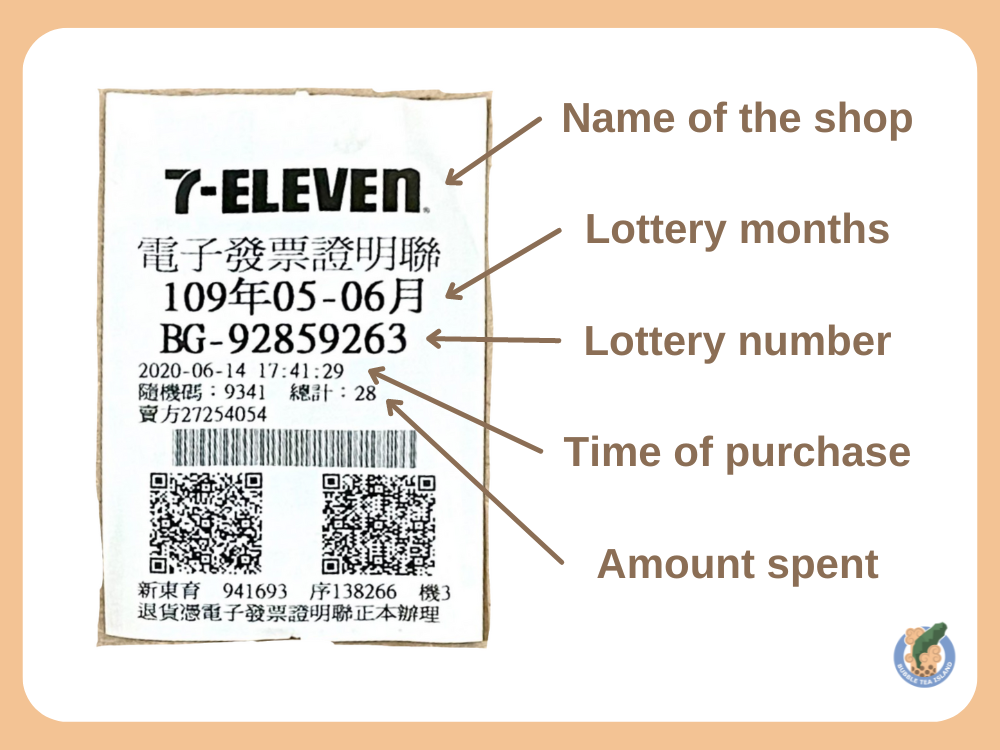 7-ELEVEN
電子發票證明聯
109年05-06月
BG-92859263
2020-06-14 17:41:29
隨機碼：9341 總計：28
賣方27254054
新東育 941693 序138266 機3
退貨憑電子發票證明聯正本辦理
Name of the shop
Lottery months
Lottery number
Time of purchase
Amount spent
BUBBLE TEA ISLAND